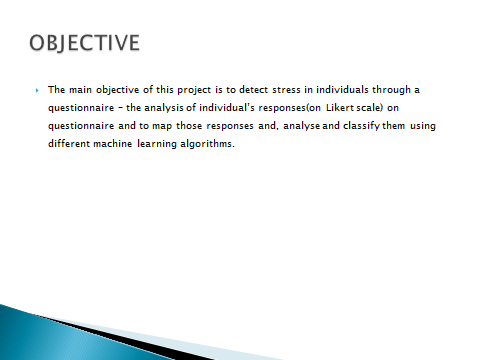 OBJECTIVE
The main objective of this project is to detect stress in individuals through a
questionnaire – the analysis of individual's responses(on Likert scale) on
questionnaire and to map those responses and, analyse and classify them using
different machine learning algorithms.